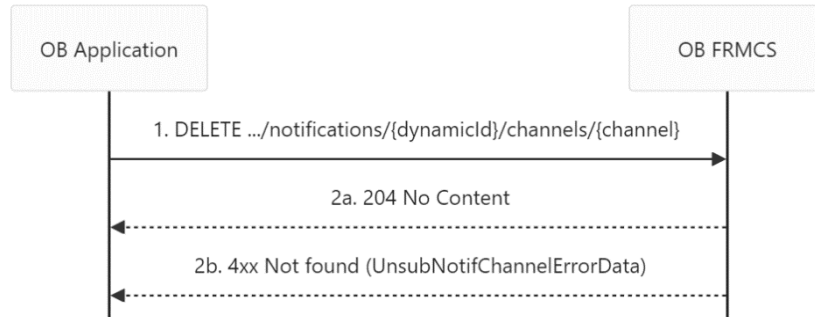 OB Application
OB FRMCS
1. DELETE .../notifications/{dynamicId}/channels/{channel}
2a. 204 No Content
2b. 4xx Not found (UnsubNotifChannelErrorData)